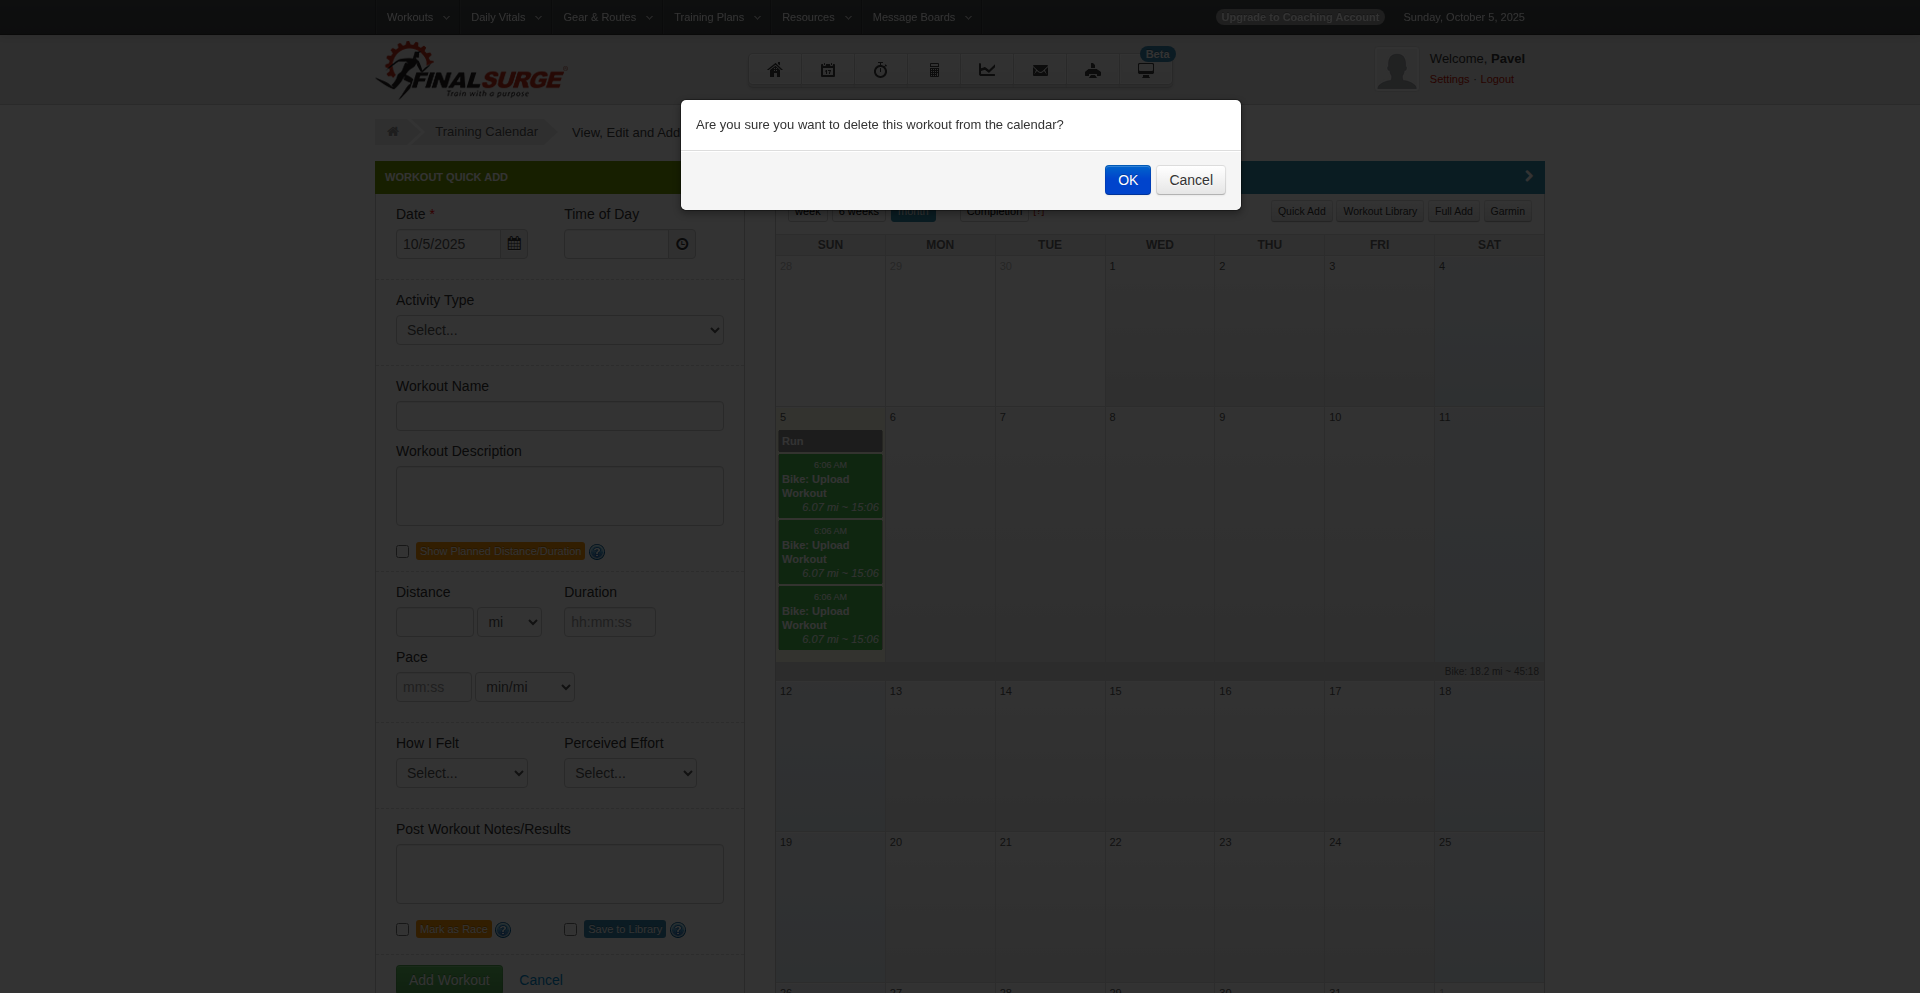 Workouts Daily Vitals Gear & Routes Training Plans Resources Message Boards Upgrade to Coaching Account Sunday, October 5, 2025
FINALSURGE
Train with a purpose
Beta
Welcome, Pavel
Settings · Logout
Are you sure you want to delete this workout from the calendar?
OK Cancel
Training Calendar View, Edit and Add
WORKOUT QUICK ADD
Date *
Time of Day
10/5/2025
Activity Type
Select...
Workout Name
Workout Description
Show Planned Distance/Duration
Distance
Duration
mi
hh:mm:ss
Pace
mm:ss
min/mi
How I Felt
Perceived Effort
Select...
Select...
Post Workout Notes/Results
Mark as Race
Save to Library
Add Workout Cancel
week 6 weeks month Completion [?] Quick Add Workout Library Full Add Garmin
SUN MON TUE WED THU FRI SAT
28 29 30 1 2 3 4
5 6 7 8 9 10 11
Run
6:06 AM
Bike: Upload
Workout
6.07 mi ~ 15:06
6:06 AM
Bike: Upload
Workout
6.07 mi ~ 15:06
6:06 AM
Bike: Upload
Workout
6.07 mi ~ 15:06
Bike: 18.2 mi ~ 45:18
12 13 14 15 16 17 18
19 20 21 22 23 24 25
26 27 28 29 30 31 1